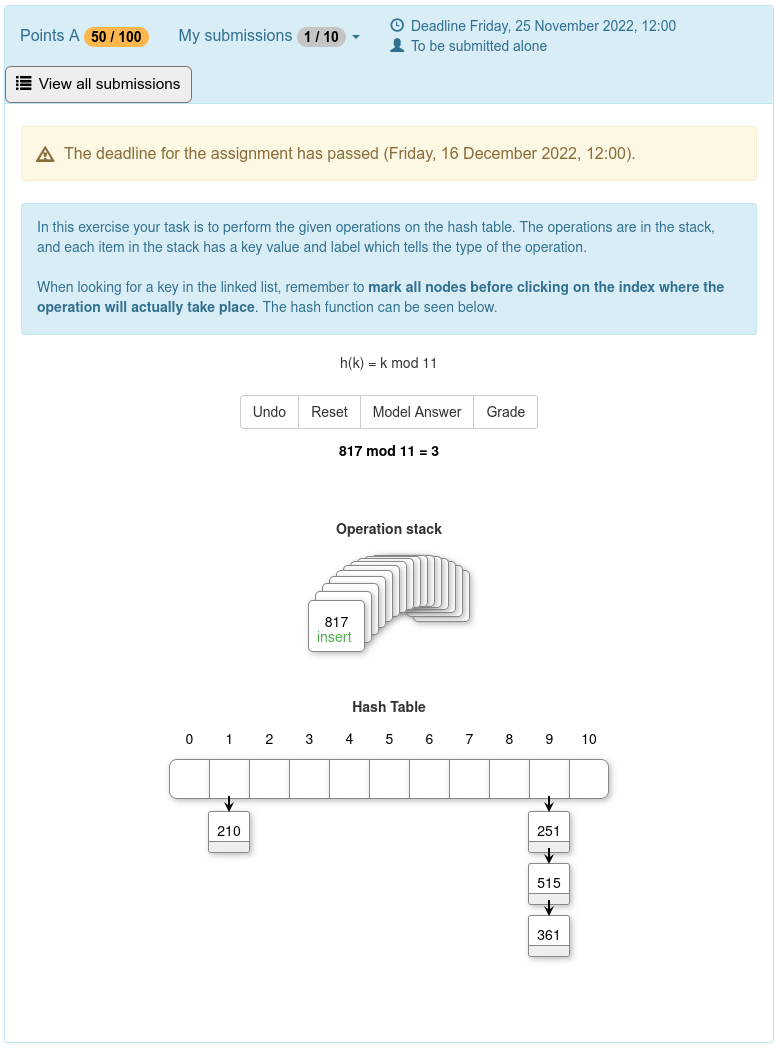 Points A 50 / 100 My submissions 1 / 10
Deadline Friday, 25 November 2022, 12:00
To be submitted alone
View all submissions
The deadline for the assignment has passed (Friday, 16 December 2022, 12:00).
In this exercise your task is to perform the given operations on the hash table. The operations are in the stack,
and each item in the stack has a key value and label which tells the type of the operation.
When looking for a key in the linked list, remember to mark all nodes before clicking on the index where the
operation will actually take place. The hash function can be seen below.
h(k) = k mod 11
Undo Reset Model Answer Grade
817 mod 11 = 3
Operation stack
817
insert
Hash Table
0 1 2 3 4 5 6 7 8 9 10
210 251
515
361